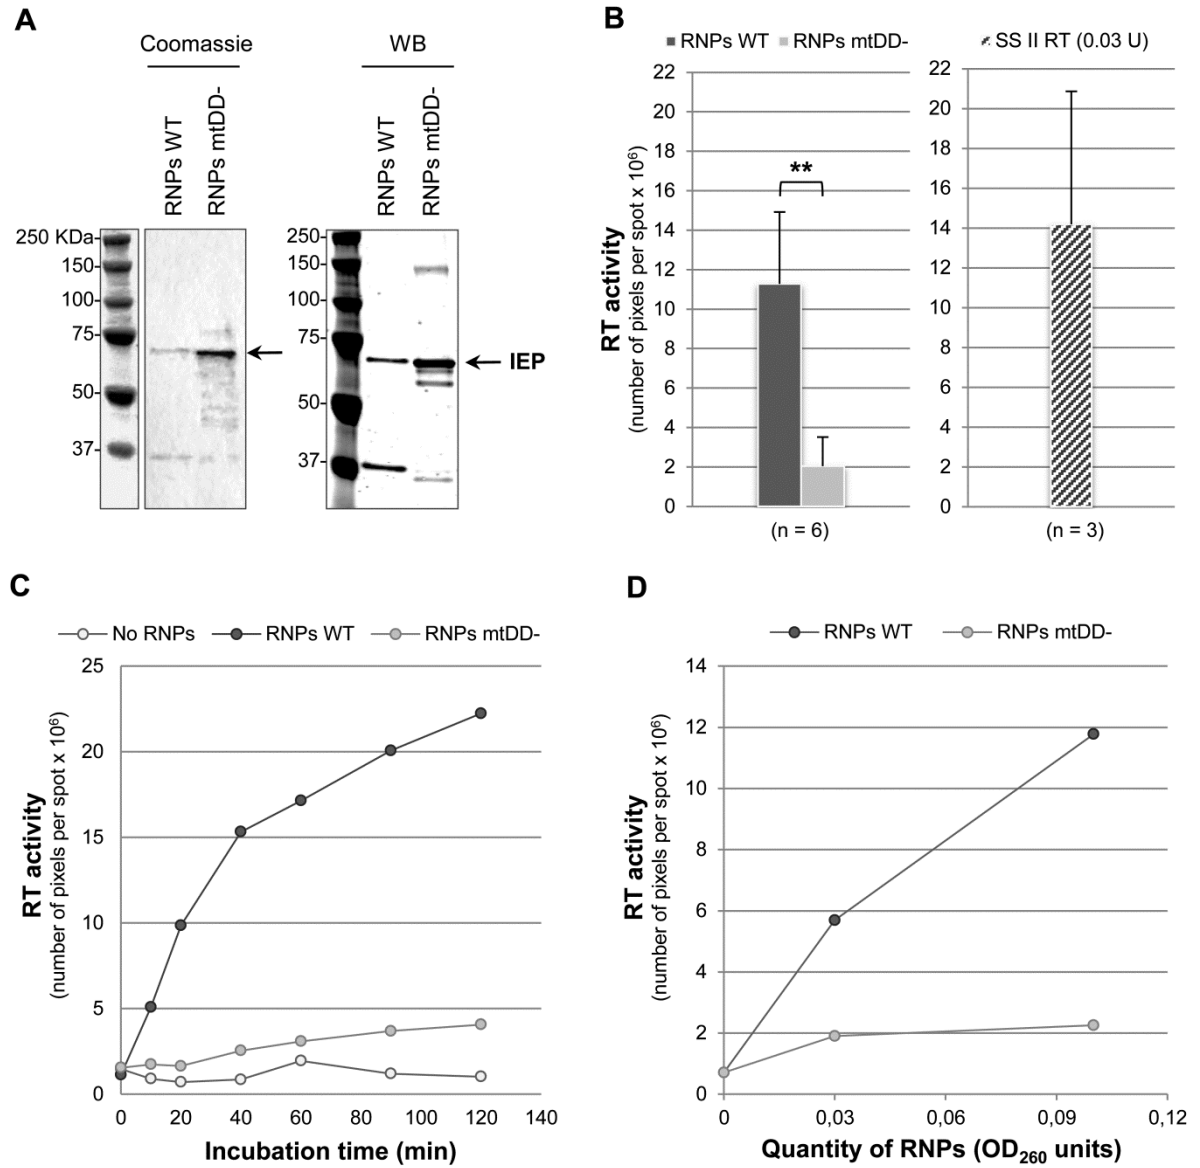 A
Coomassie
WB
RNPs WT
RNPs mtDD-
RNPs WT
RNPs mtDD-
250 KDa-
150-
100-
75-
50-
37-
250-
150-
100-
75-
50-
37-
IEP
B
RNPs WT RNPs mtDD-
SS II RT (0.03 U)
RT activity
(number of pixels per spot x 10⁶)
22
20
18
16
14
12
10
8
6
4
2
0
**
(n = 6)
22
20
18
16
14
12
10
8
6
4
2
0
(n = 3)
C
No RNPs RNPs WT RNPs mtDD-
RT activity
(number of pixels per spot x 10⁶)
25
20
15
10
5
0
0 20 40 60 80 100 120 140
Incubation time (min)
D
RNPs WT RNPs mtDD-
RT activity
(number of pixels per spot x 10⁶)
14
12
10
8
6
4
2
0
0 0,03 0,06 0,09 0,12
Quantity of RNPs (OD₂₆₀ units)